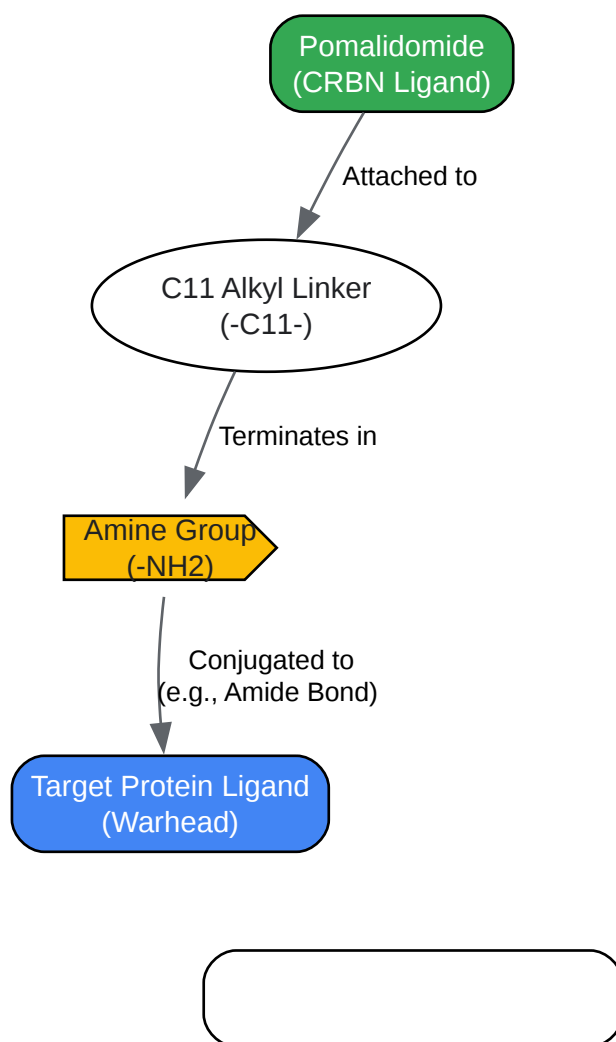 Pomalidomide
(CRBN Ligand)
Attached to
C11 Alkyl Linker
(-C11-)
Terminates in
Amine Group
(-NH2)
Conjugated to
(e.g., Amide Bond)
Target Protein Ligand
(Warhead)